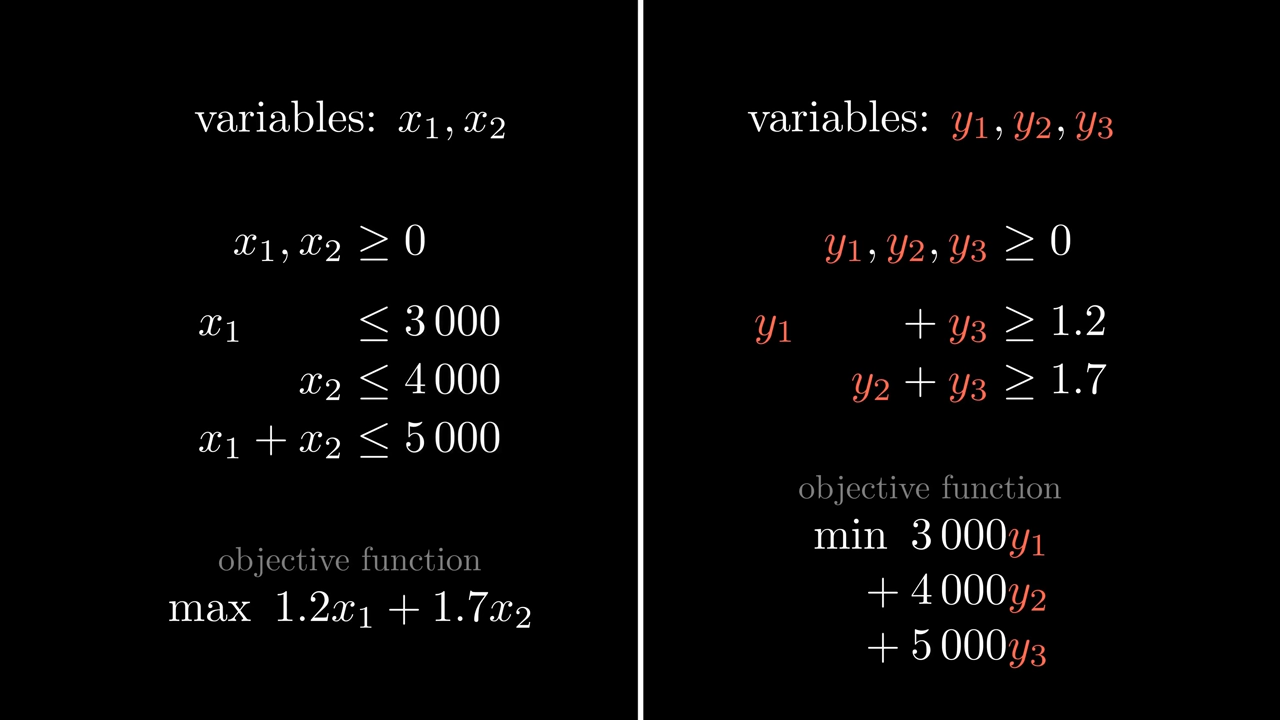 variables: x₁, x₂
x₁, x₂ ≥ 0
x₁ ≤ 3 000
x₂ ≤ 4 000
x₁ + x₂ ≤ 5 000
objective function
max 1.2x₁ + 1.7x₂
variables: y₁, y₂, y₃
y₁, y₂, y₃ ≥ 0
y₁ + y₃ ≥ 1.2
y₂ + y₃ ≥ 1.7
objective function
min 3 000y₁
+ 4 000y₂
+ 5 000y₃